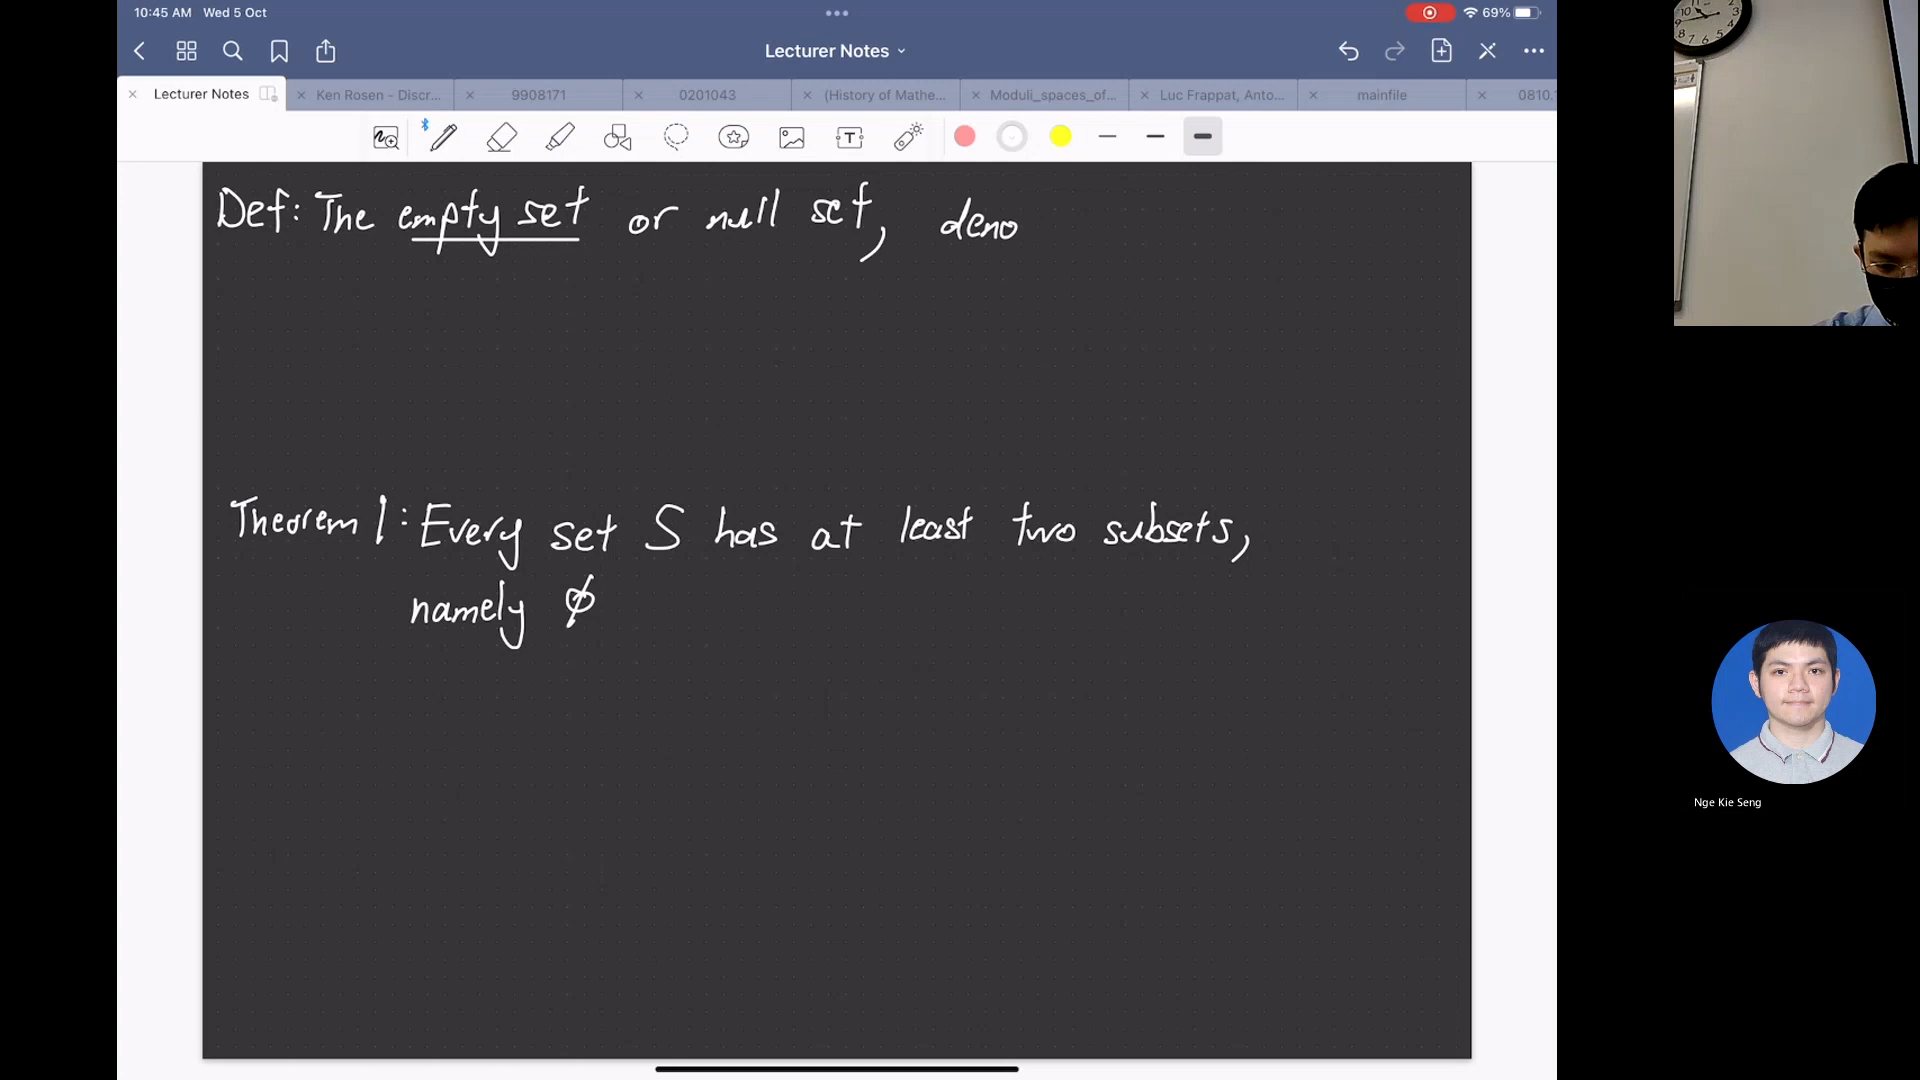 10:45 AM Wed 5 Oct
69%
Lecturer Notes
Lecturer Notes
Ken Rosen - Discr...
9908171
0201043
(History of Mathe...
Moduli_spaces_of...
Luc Frappat, Anto...
mainfile
0810.
Def: The empty set or null set, deno
Theorem 1: Every set S has at least two subsets,
namely ∅
Nge Kie Seng